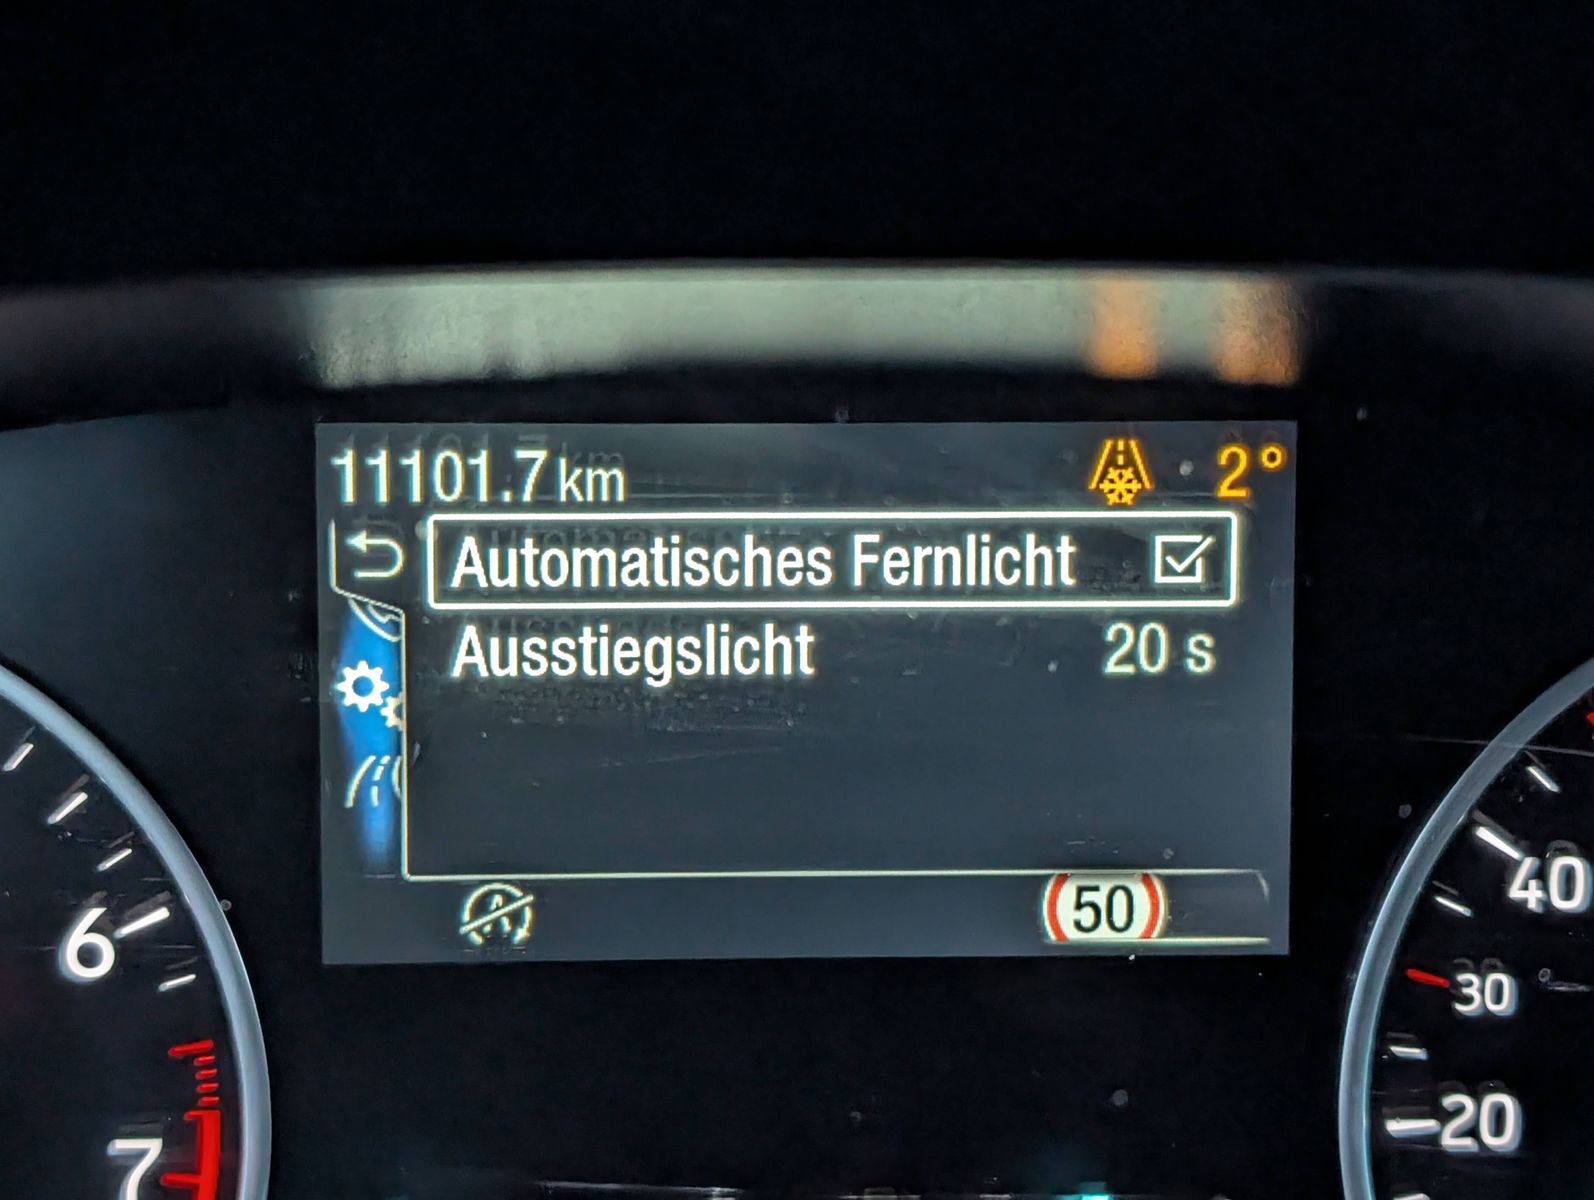 11101.7 km 2°
Automatisches Fernlicht
Ausstiegslicht 20 s
A 50
6
7
40
30
20